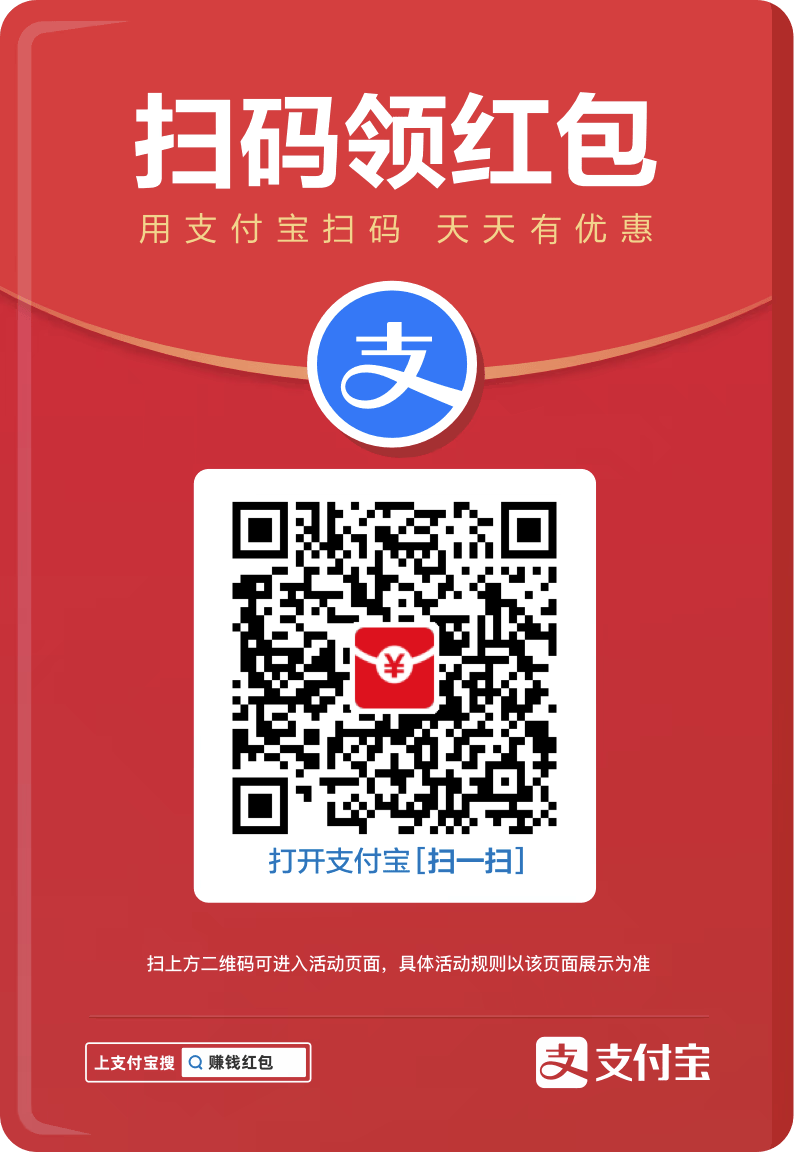 扫码领红包
用支付宝扫码 天天有优惠
支
¥
打开支付宝[扫一扫]
扫上方二维码可进入活动页面，具体活动规则以该页面展示为准
上支付宝搜 赚钱红包
支 支付宝